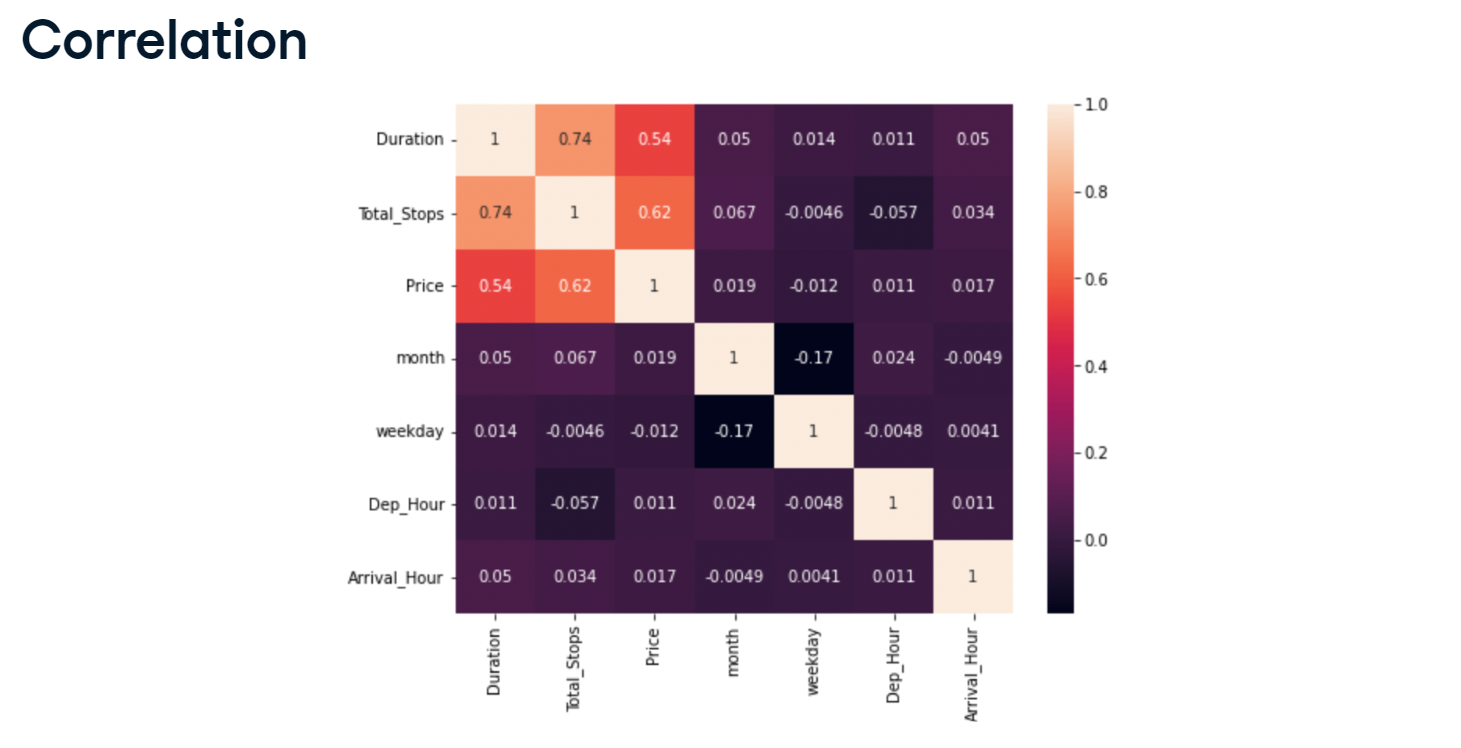 Correlation
1.0
Duration 1 0.74 0.54 0.05 0.014 0.011 0.05
0.8
Total_Stops 0.74 1 0.62 0.067 -0.0046 -0.057 0.034
Price 0.54 0.62 1 0.019 -0.012 0.011 0.017
0.6
month 0.05 0.067 0.019 1 -0.17 0.024 -0.0049
0.4
weekday 0.014 -0.0046 -0.012 -0.17 1 -0.0048 0.0041
0.2
Dep_Hour 0.011 -0.057 0.011 0.024 -0.0048 1 0.011
0.0
Arrival_Hour 0.05 0.034 0.017 -0.0049 0.0041 0.011 1
Duration Total_Stops Price month weekday Dep_Hour Arrival_Hour